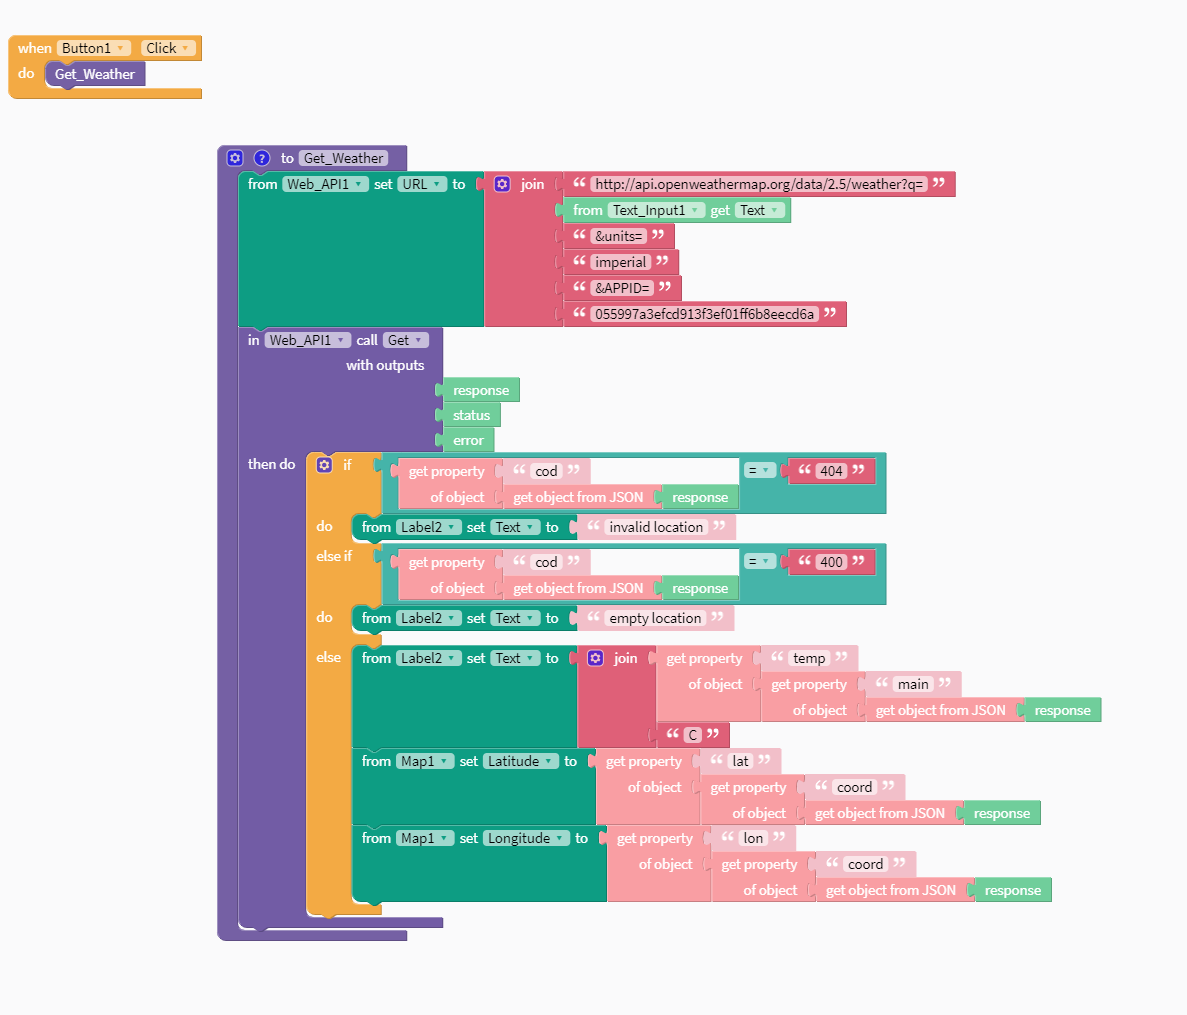 when Button1 Click
do Get_Weather
? to Get_Weather
from Web_API1 set URL to join “ http://api.openweathermap.org/data/2.5/weather?q= ”
from Text_Input1 get Text
“ &units= ”
“ imperial ”
“ &APPID= ”
“ 055997a3efcd913f3ef01ff6b8eecd6a ”
in Web_API1 call Get
with outputs
response
status
error
then do if get property “ cod ” = “ 404 ”
of object get object from JSON response
do from Label2 set Text to “ invalid location ”
else if get property “ cod ” = “ 400 ”
of object get object from JSON response
do from Label2 set Text to “ empty location ”
else from Label2 set Text to join get property “ temp ”
of object get property “ main ”
of object get object from JSON response
“ C ”
from Map1 set Latitude to get property “ lat ”
of object get property “ coord ”
of object get object from JSON response
from Map1 set Longitude to get property “ lon ”
of object get property “ coord ”
of object get object from JSON response